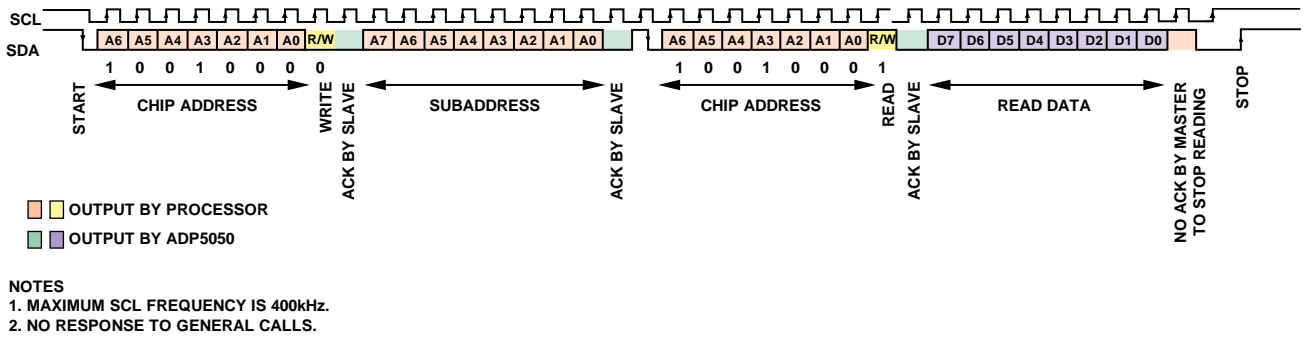 SCL
SDA
A6 A5 A4 A3 A2 A1 A0 R/W A7 A6 A5 A4 A3 A2 A1 A0 A6 A5 A4 A3 A2 A1 A0 R/W D7 D6 D5 D4 D3 D2 D1 D0
1 0 0 1 0 0 0 0 1 0 0 1 0 0 0 1
START
CHIP ADDRESS
WRITE
ACK BY SLAVE
SUBADDRESS
ACK BY SLAVE
CHIP ADDRESS
READ
ACK BY SLAVE
READ DATA
NO ACK BY MASTER
TO STOP READING
STOP
OUTPUT BY PROCESSOR
OUTPUT BY ADP5050
NOTES
1. MAXIMUM SCL FREQUENCY IS 400kHz.
2. NO RESPONSE TO GENERAL CALLS.